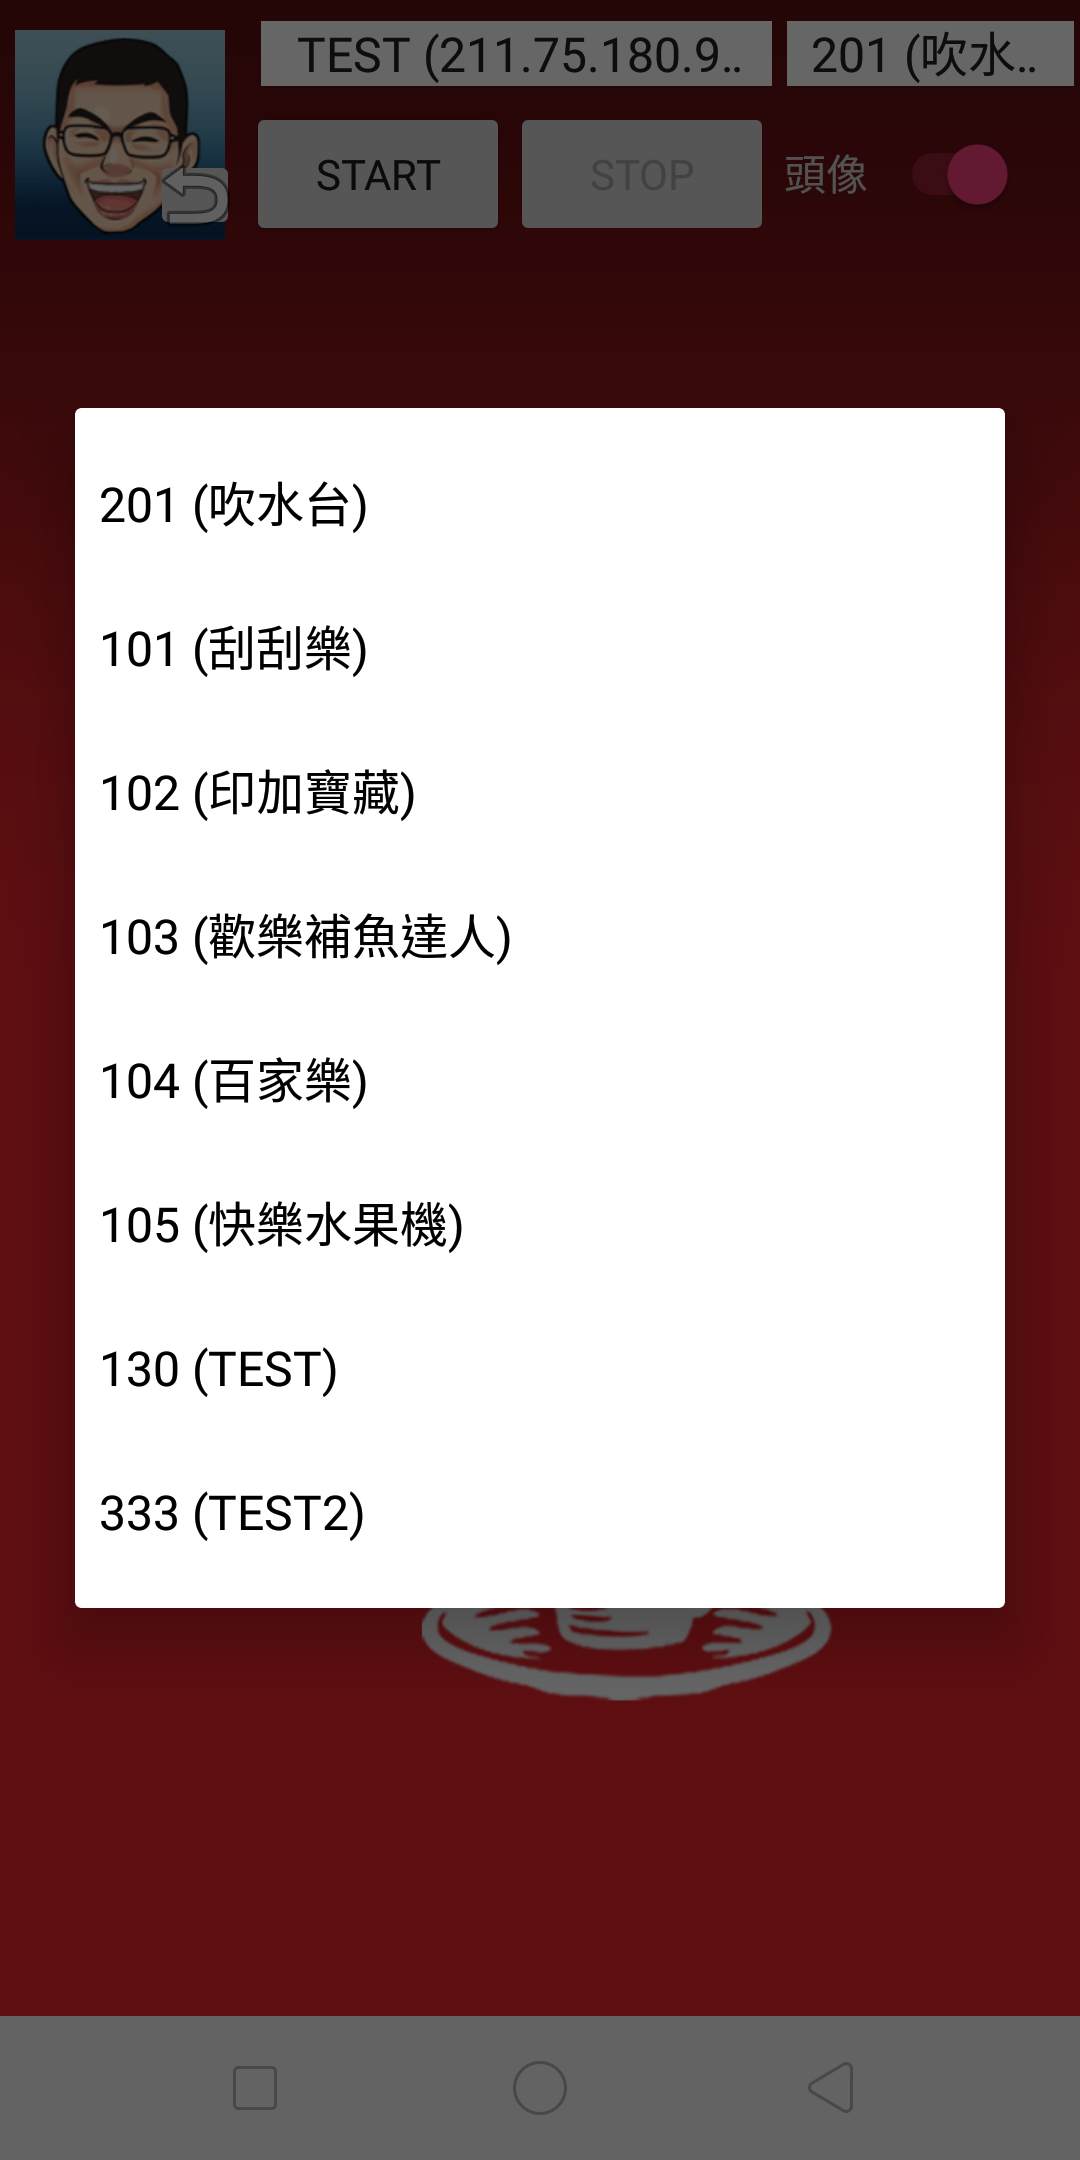 TEST (211.75.180.9..
201 (吹水..
START
STOP
頭像
201 (吹水台)
101 (刮刮樂)
102 (印加寶藏)
103 (歡樂補魚達人)
104 (百家樂)
105 (快樂水果機)
130 (TEST)
333 (TEST2)